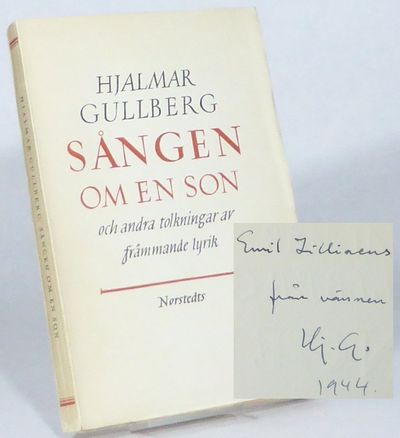 HJALMAR
GULLBERG
SÅNGEN
OM EN SON
och andra tolkningar av
främmande lyrik
Norstedts
HJALMAR GULLBERG: SÅNGEN OM EN SON
Emil
från vännen
Hj. G.
1944.